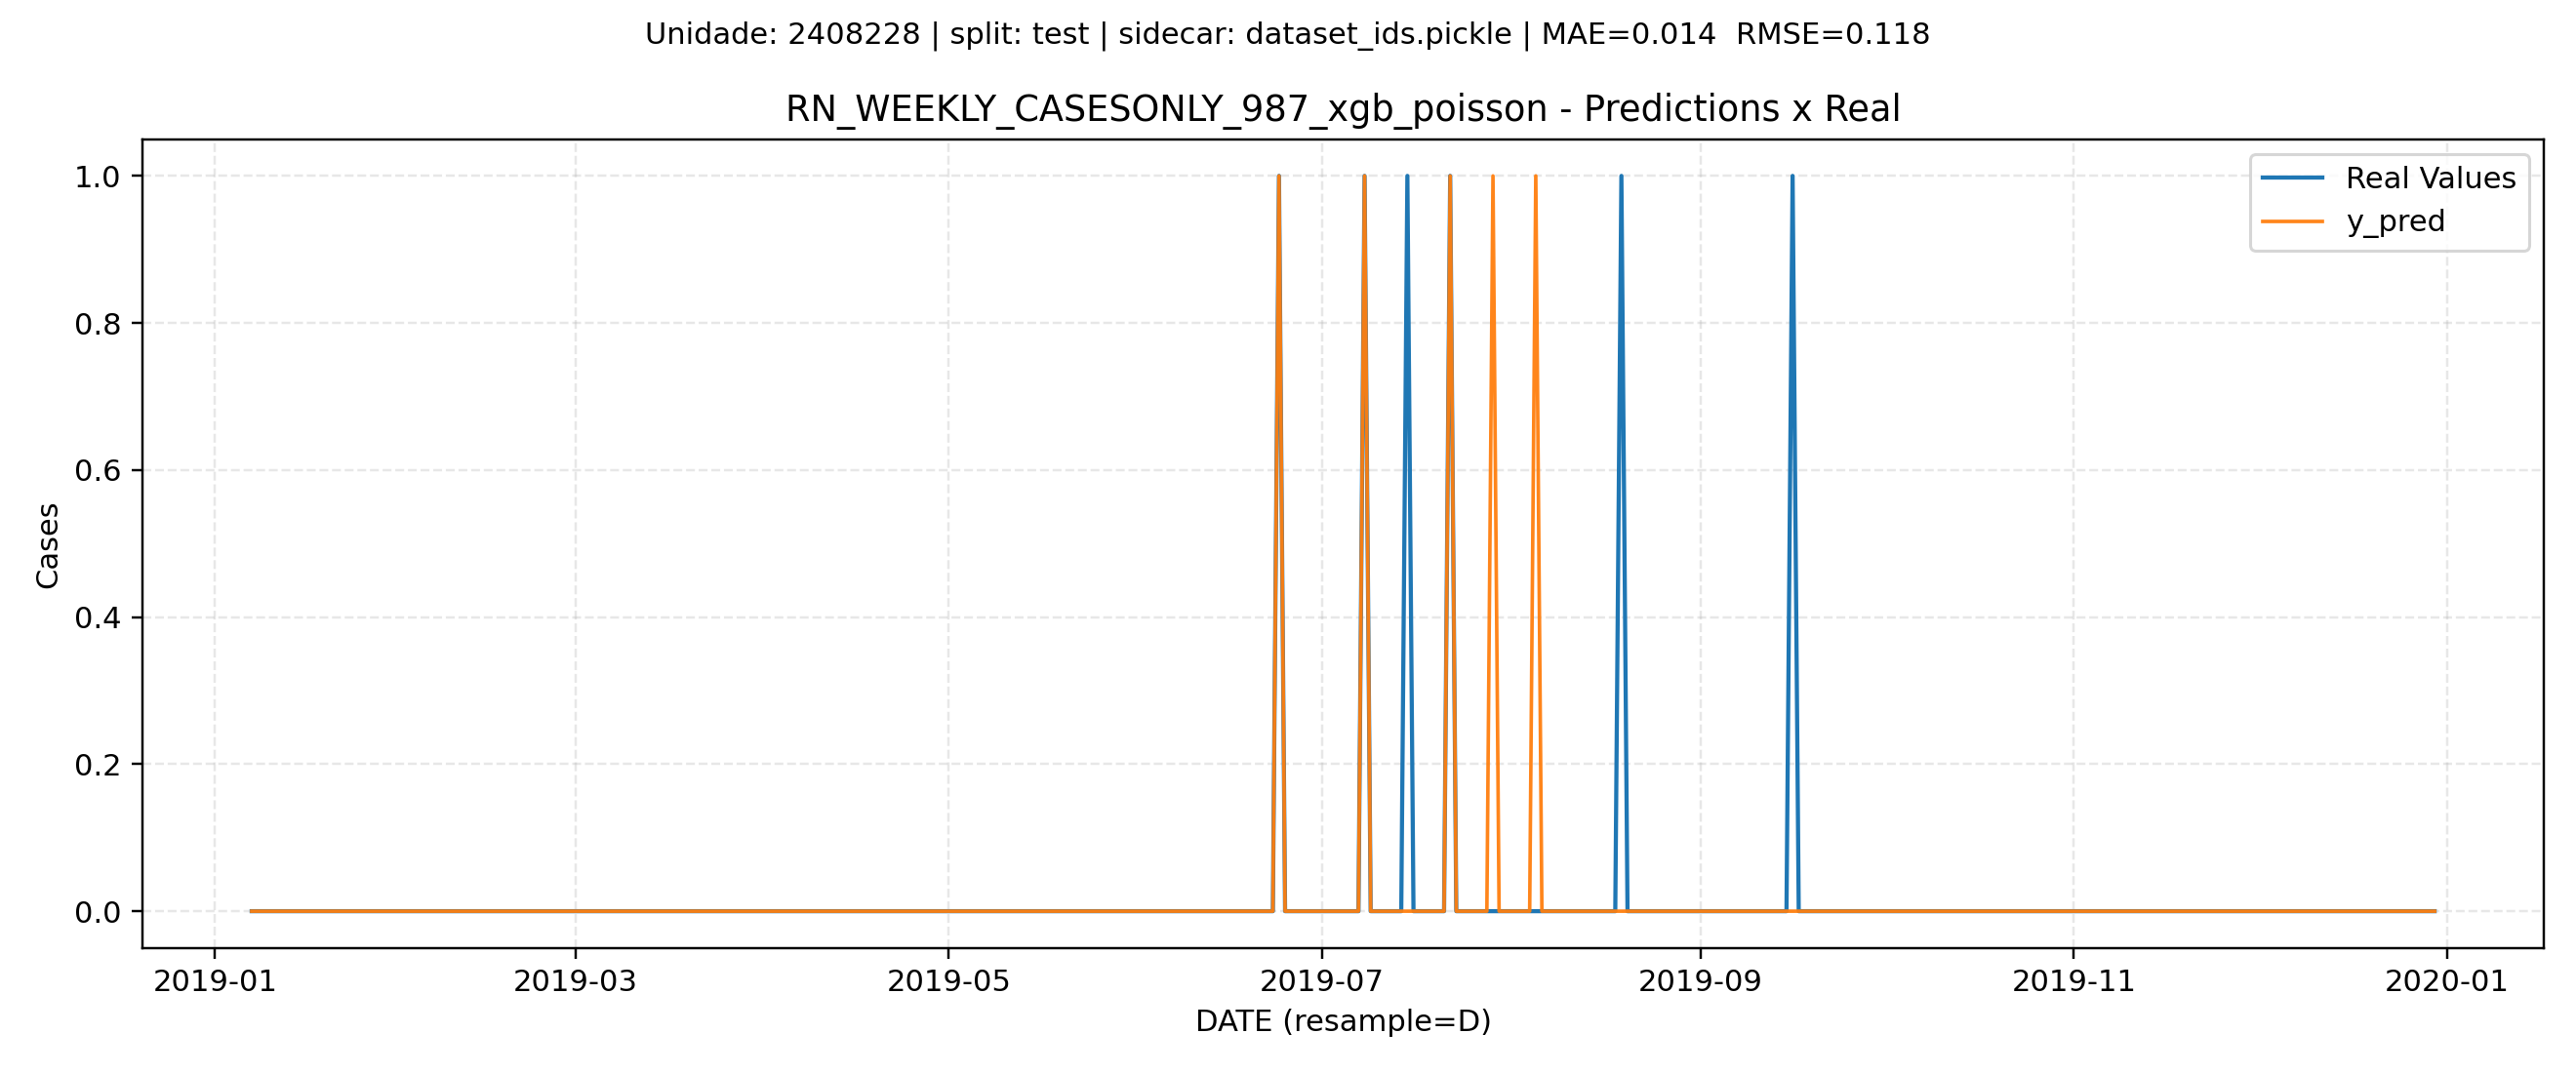 Unidade: 2408228 | split: test | sidecar: dataset_ids.pickle | MAE=0.014  RMSE=0.118
RN_WEEKLY_CASESONLY_987_xgb_poisson - Predictions x Real
Real Values
y_pred
1.0
0.8
0.6
0.4
0.2
0.0
Cases
2019-01
2019-03
2019-05
2019-07
2019-09
2019-11
2020-01
DATE (resample=D)